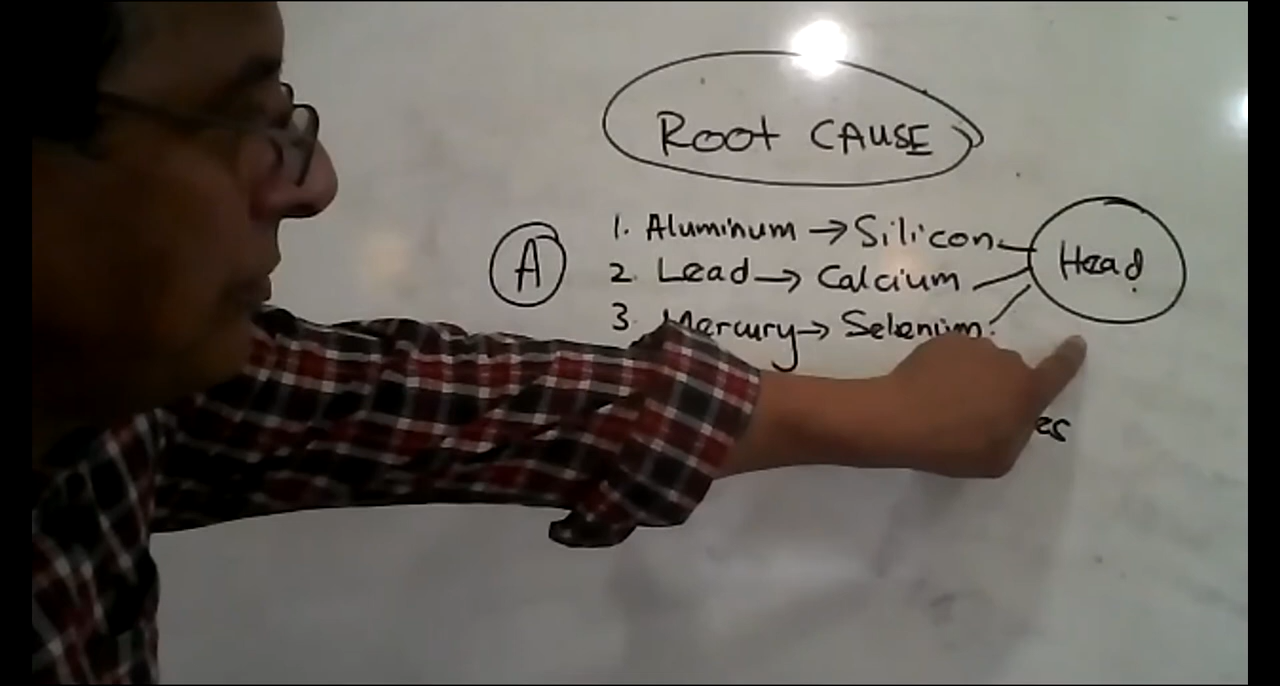 Root CAUSE
A
1. Aluminum → Silicon
2. Lead → Calcium
3. Mercury → Selenium
Head